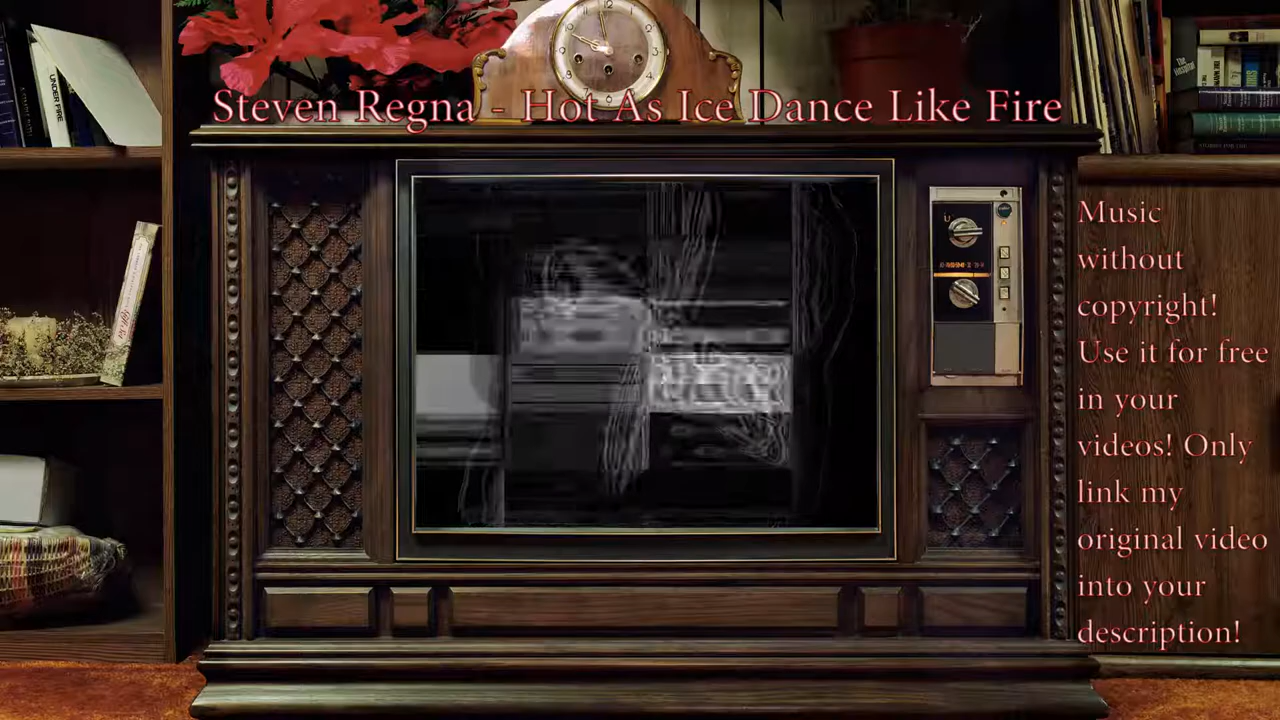 UNDER FIRE
Steven Regna - Hot As Ice Dance Like Fire
Music
without
copyright!
Use it for free
in your
videos! Only
link my
original video
into your
description!